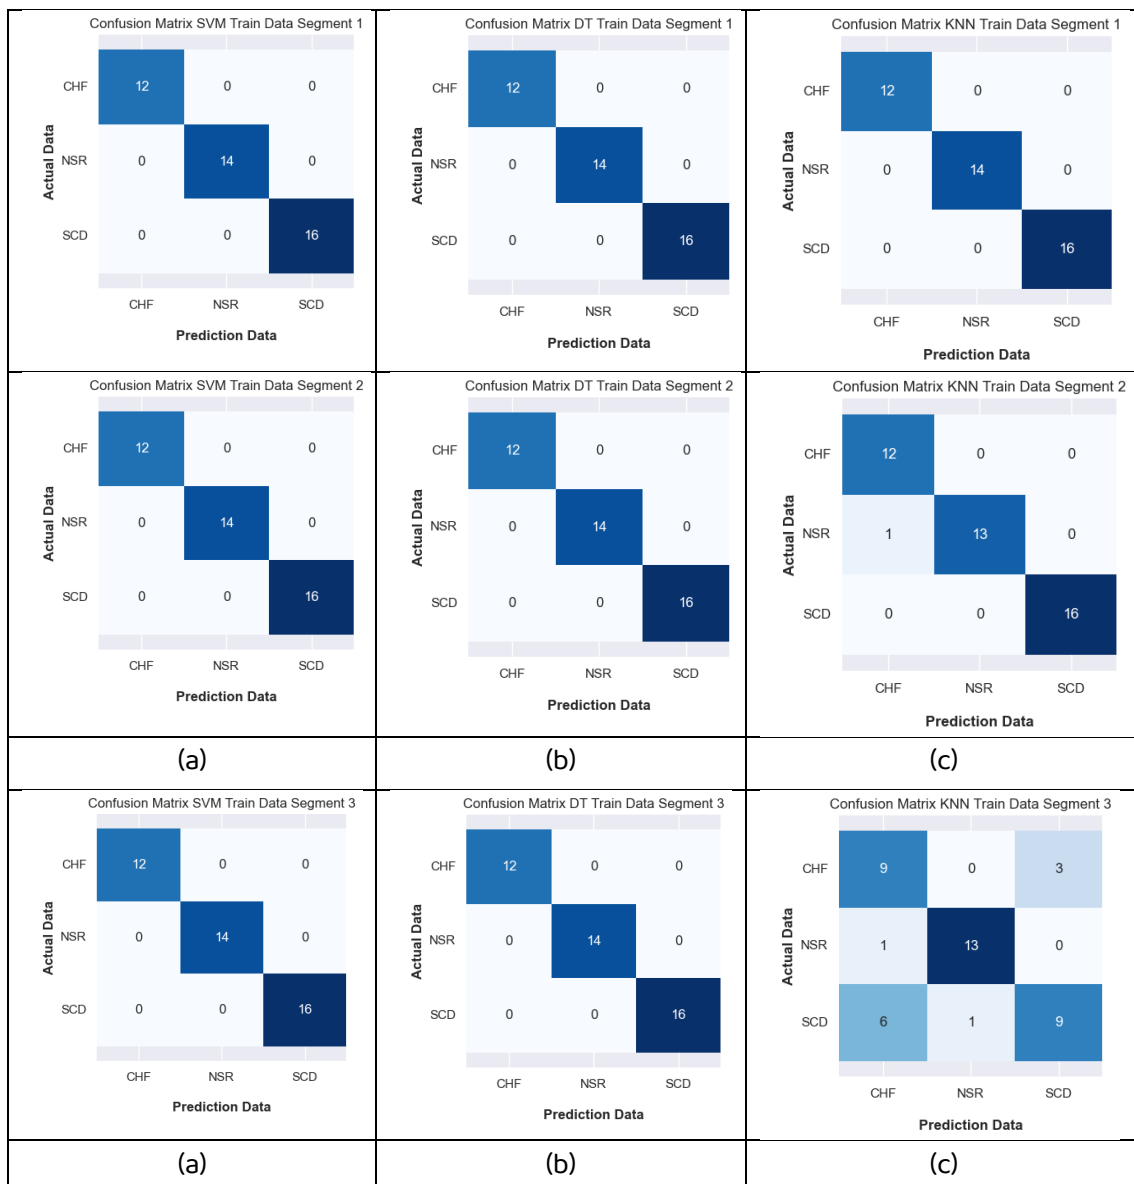 Confusion Matrix SVM Train Data Segment 1
Actual Data
CHF 12 0 0
NSR 0 14 0
SCD 0 0 16
CHF NSR SCD
Prediction Data
Confusion Matrix DT Train Data Segment 1
Actual Data
CHF 12 0 0
NSR 0 14 0
SCD 0 0 16
CHF NSR SCD
Prediction Data
Confusion Matrix KNN Train Data Segment 1
Actual Data
CHF 12 0 0
NSR 0 14 0
SCD 0 0 16
CHF NSR SCD
Prediction Data
Confusion Matrix SVM Train Data Segment 2
Actual Data
CHF 12 0 0
NSR 0 14 0
SCD 0 0 16
CHF NSR SCD
Prediction Data
Confusion Matrix DT Train Data Segment 2
Actual Data
CHF 12 0 0
NSR 0 14 0
SCD 0 0 16
CHF NSR SCD
Prediction Data
Confusion Matrix KNN Train Data Segment 2
Actual Data
CHF 12 0 0
NSR 1 13 0
SCD 0 0 16
CHF NSR SCD
Prediction Data
(a) (b) (c)
Confusion Matrix SVM Train Data Segment 3
Actual Data
CHF 12 0 0
NSR 0 14 0
SCD 0 0 16
CHF NSR SCD
Prediction Data
Confusion Matrix DT Train Data Segment 3
Actual Data
CHF 12 0 0
NSR 0 14 0
SCD 0 0 16
CHF NSR SCD
Prediction Data
Confusion Matrix KNN Train Data Segment 3
Actual Data
CHF 9 0 3
NSR 1 13 0
SCD 6 1 9
CHF NSR SCD
Prediction Data
(a) (b) (c)